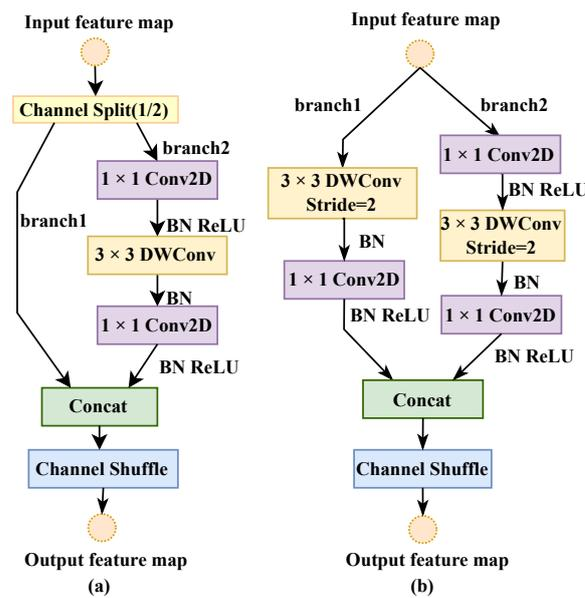 Input feature map
Channel Split(1/2)
branch2
1 × 1 Conv2D
branch1
BN ReLU
3 × 3 DWConv
BN
1 × 1 Conv2D
BN ReLU
Concat
Channel Shuffle
Output feature map
(a)
Input feature map
branch1
branch2
1 × 1 Conv2D
3 × 3 DWConv
Stride=2
BN ReLU
3 × 3 DWConv
Stride=2
BN
1 × 1 Conv2D
BN
1 × 1 Conv2D
BN ReLU
BN ReLU
Concat
Channel Shuffle
Output feature map
(b)